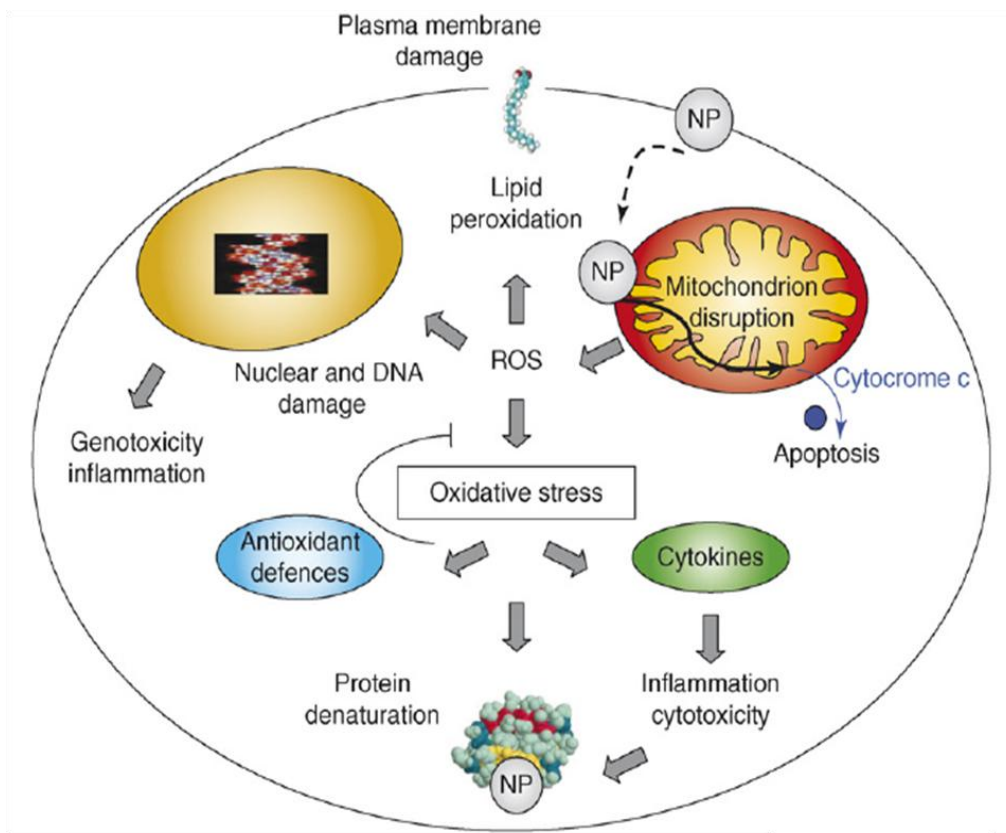 Plasma membrane
damage
NP
Lipid
peroxidation
NP
Mitochondrion
disruption
ROS
Nuclear and DNA
damage
Cytocrome c
Genotoxicity
inflammation
Apoptosis
Oxidative stress
Antioxidant
defences
Cytokines
Protein
denaturation
Inflammation
cytotoxicity
NP